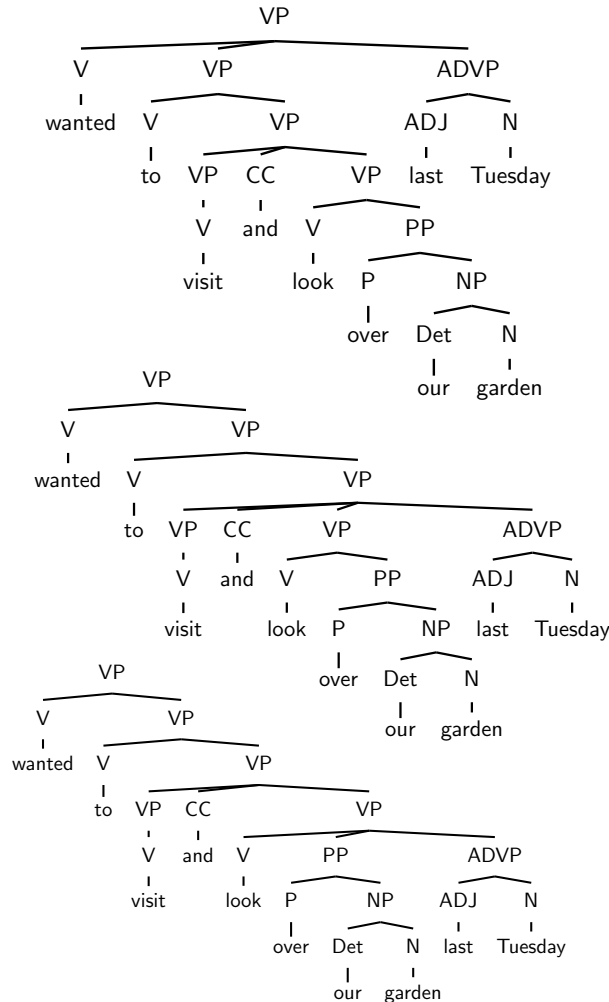 VP
V VP ADVP
wanted V VP ADJ N
to VP CC VP last Tuesday
V and V PP
visit look P NP
over Det N
our garden
VP
V VP
wanted V VP
to VP CC VP ADVP
V and V PP ADJ N
visit look P NP last Tuesday
over Det N
our garden
VP
V VP
wanted V VP
to VP CC VP
V and V PP ADVP
visit look P NP ADJ N
over Det N last Tuesday
our garden